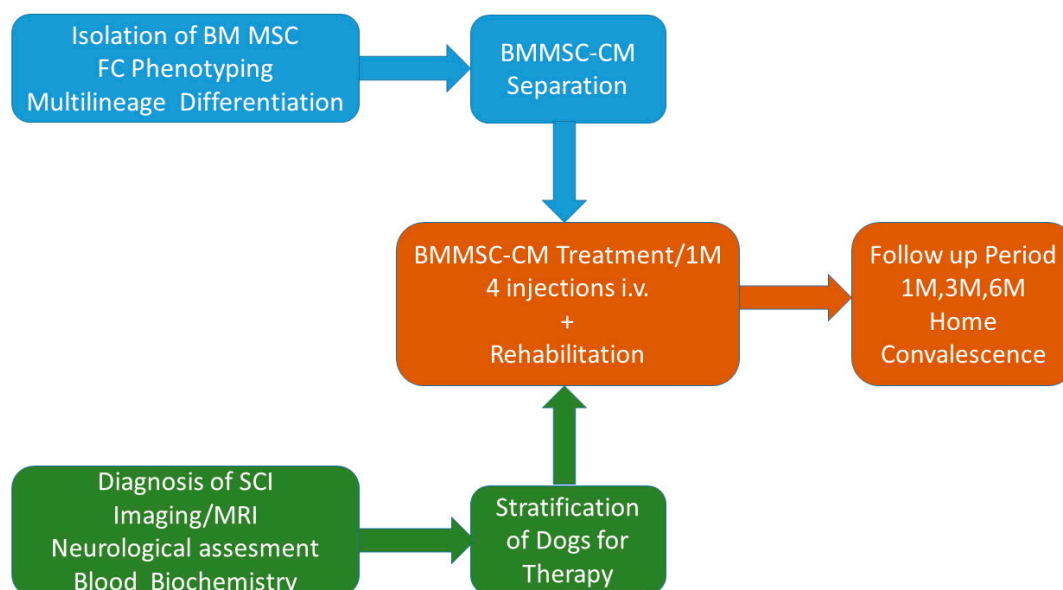 Isolation of BM MSC
FC Phenotyping
Multilineage Differentiation
BMMSC-CM
Separation
BMMSC-CM Treatment/1M
4 injections i.v.
+
Rehabilitation
Follow up Period
1M,3M,6M
Home
Convalescence
Diagnosis of SCI
Imaging/MRI
Neurological assesment
Blood Biochemistry
Stratification
of Dogs for
Therapy